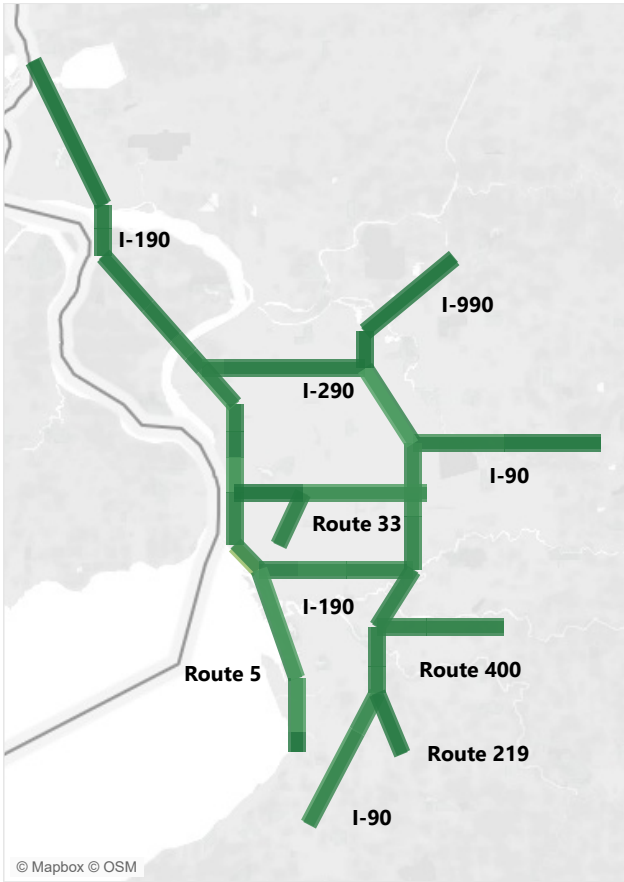 I-190
I-990
I-290
I-90
Route 33
I-190
Route 5
Route 400
Route 219
I-90
© Mapbox © OSM